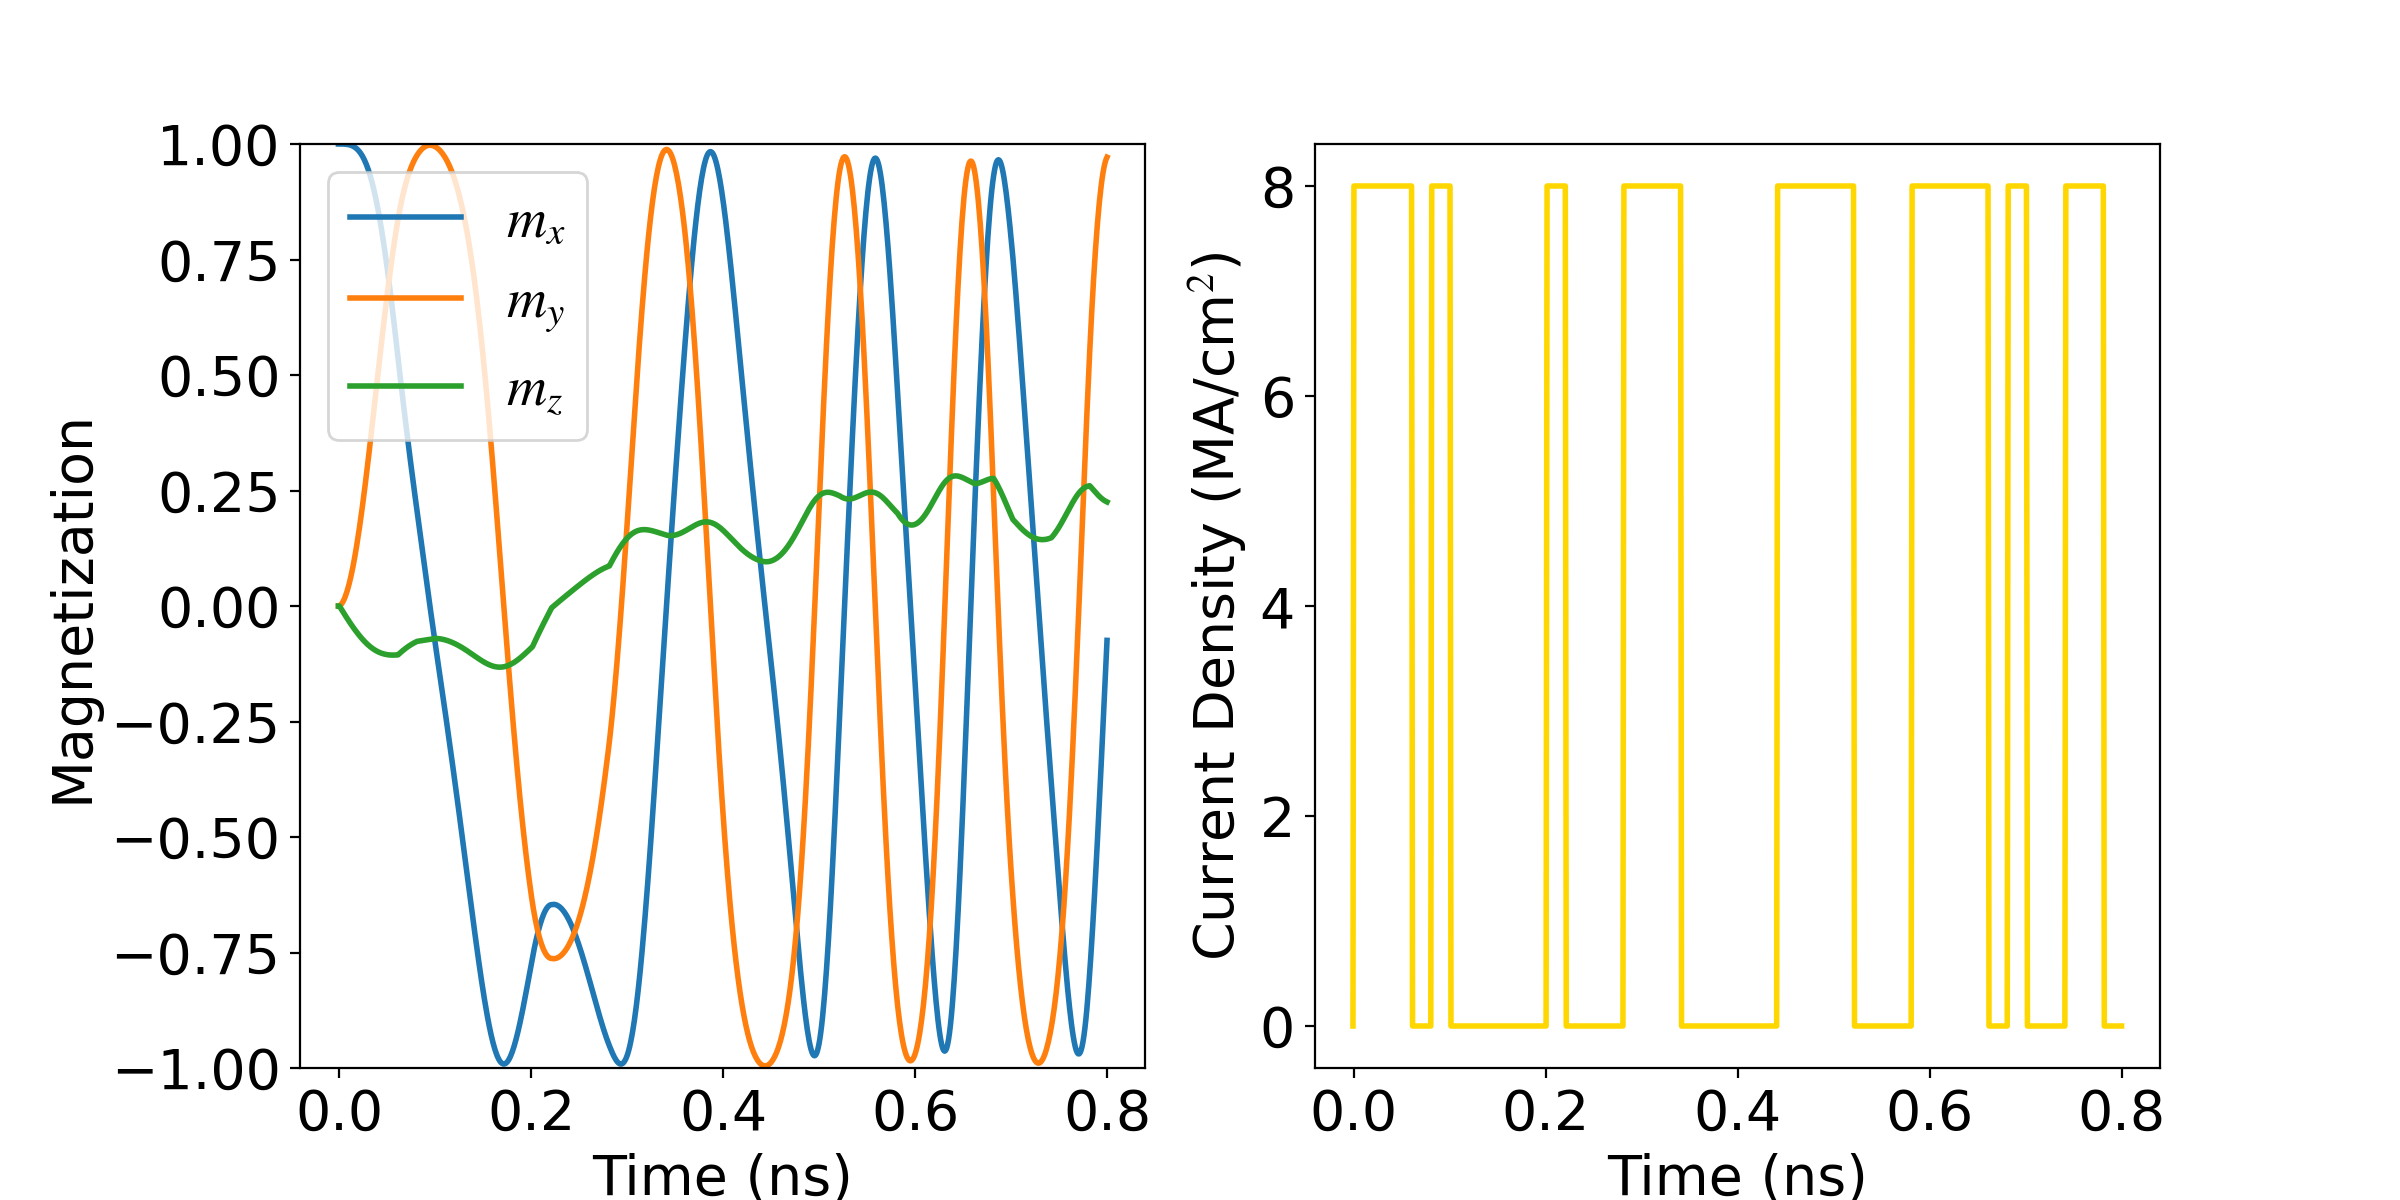 Magnetization
1.00
0.75
0.50
0.25
0.00
−0.25
−0.50
−0.75
−1.00
m_x
m_y
m_z
0.0 0.2 0.4 0.6 0.8
Time (ns)
Current Density (MA/cm²)
8
6
4
2
0
0.0 0.2 0.4 0.6 0.8
Time (ns)